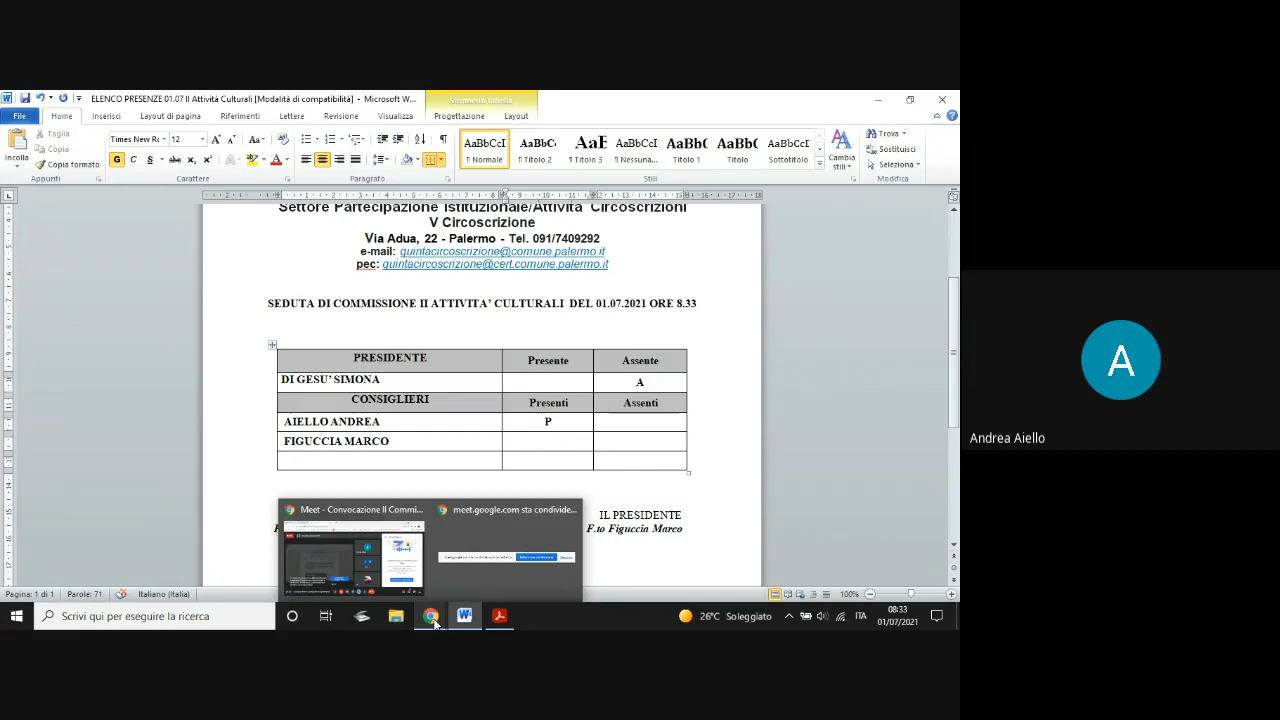 ELENCO PRESENZE 01.07 II Attività Culturali [Modalità di compatibilità] - Microsoft W...
Strumenti tabella
File
Home
Inserisci
Layout di pagina
Riferimenti
Lettere
Revisione
Visualizza
Progettazione
Layout
Incolla
Taglia
Copia
Copia formato
Appunti
Times New Ro
12
Carattere
Paragrafo
AaBbCcI
¶ Normale
AaBbCc
¶ Titolo 2
AaE
¶ Titolo 3
AaBbCcI
¶ Nessuna...
AaBbCc
Titolo 1
AaBbC
Titolo
AaBbCcI
Sottotitolo
Stili
Cambia stili
Trova
Sostituisci
Seleziona
Modifica
Settore Partecipazione Istituzionale/Attività Circoscrizioni
V Circoscrizione
Via Adua, 22 - Palermo - Tel. 091/7409292
e-mail: quintacircoscrizione@comune.palermo.it
pec: quintacircoscrizione@cert.comune.palermo.it
SEDUTA DI COMMISSIONE II ATTIVITA' CULTURALI DEL 01.07.2021 ORE 8.33
PRESIDENTE Presente Assente
DI GESU' SIMONA A
CONSIGLIERI Presenti Assenti
AIELLO ANDREA P
FIGUCCIA MARCO
IL PRESIDENTE
F.to Figuccia Marco
Meet - Convocazione II Commi...
meet.google.com sta condivide...
Pagina: 1 di 1
Parole: 71
Italiano (Italia)
100%
Scrivi qui per eseguire la ricerca
26°C Soleggiato
ITA
08:33
01/07/2021
A
Andrea Aiello